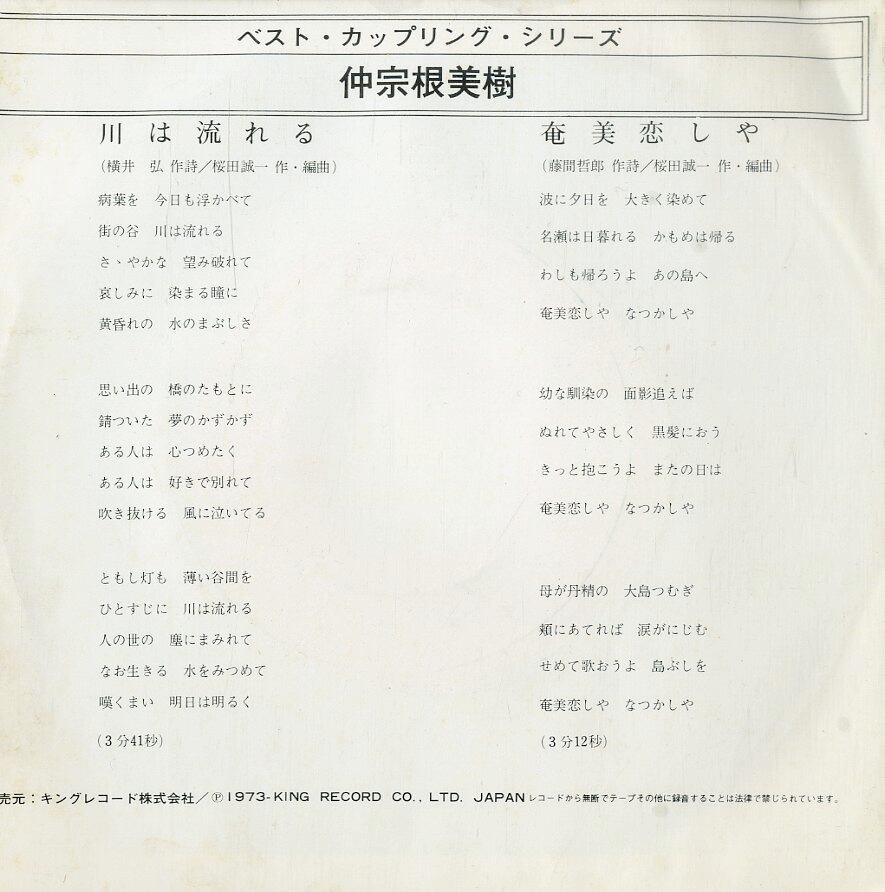 ベスト・カップリング・シリーズ
仲宗根美樹
川は流れる
(横井 弘 作詩/桜田誠一 作・編曲)
病葉を 今日も浮かべて
街の谷 川は流れる
さゝやかな 望み破れて
哀しみに 染まる瞳に
黄昏れの 水のまぶしさ
思い出の 橋のたもとに
錆ついた 夢のかずかず
ある人は 心つめたく
ある人は 好きで別れて
吹き抜ける 風に泣いてる
ともし灯も 薄い谷間を
ひとすじに 川は流れる
人の世の 塵にまみれて
なお生きる 水をみつめて
嘆くまい 明日は明るく
(3分41秒)
奄美恋しや
(藤間哲郎 作詩/桜田誠一 作・編曲)
波に夕日を 大きく染めて
名瀬は日暮れる かもめは帰る
わしも帰ろうよ あの島へ
奄美恋しや なつかしや
幼な馴染の 面影追えば
ぬれてやさしく 黒髪におう
きっと抱こうよ またの日は
奄美恋しや なつかしや
母が丹精の 大島つむぎ
頬にあてれば 涙がにじむ
せめて歌おうよ 島ぶしを
奄美恋しや なつかしや
(3分12秒)
売元:キングレコード株式会社/Ⓟ1973-KING RECORD CO., LTD. JAPAN レコードから無断でテープその他に録音することは法律で禁じられています。